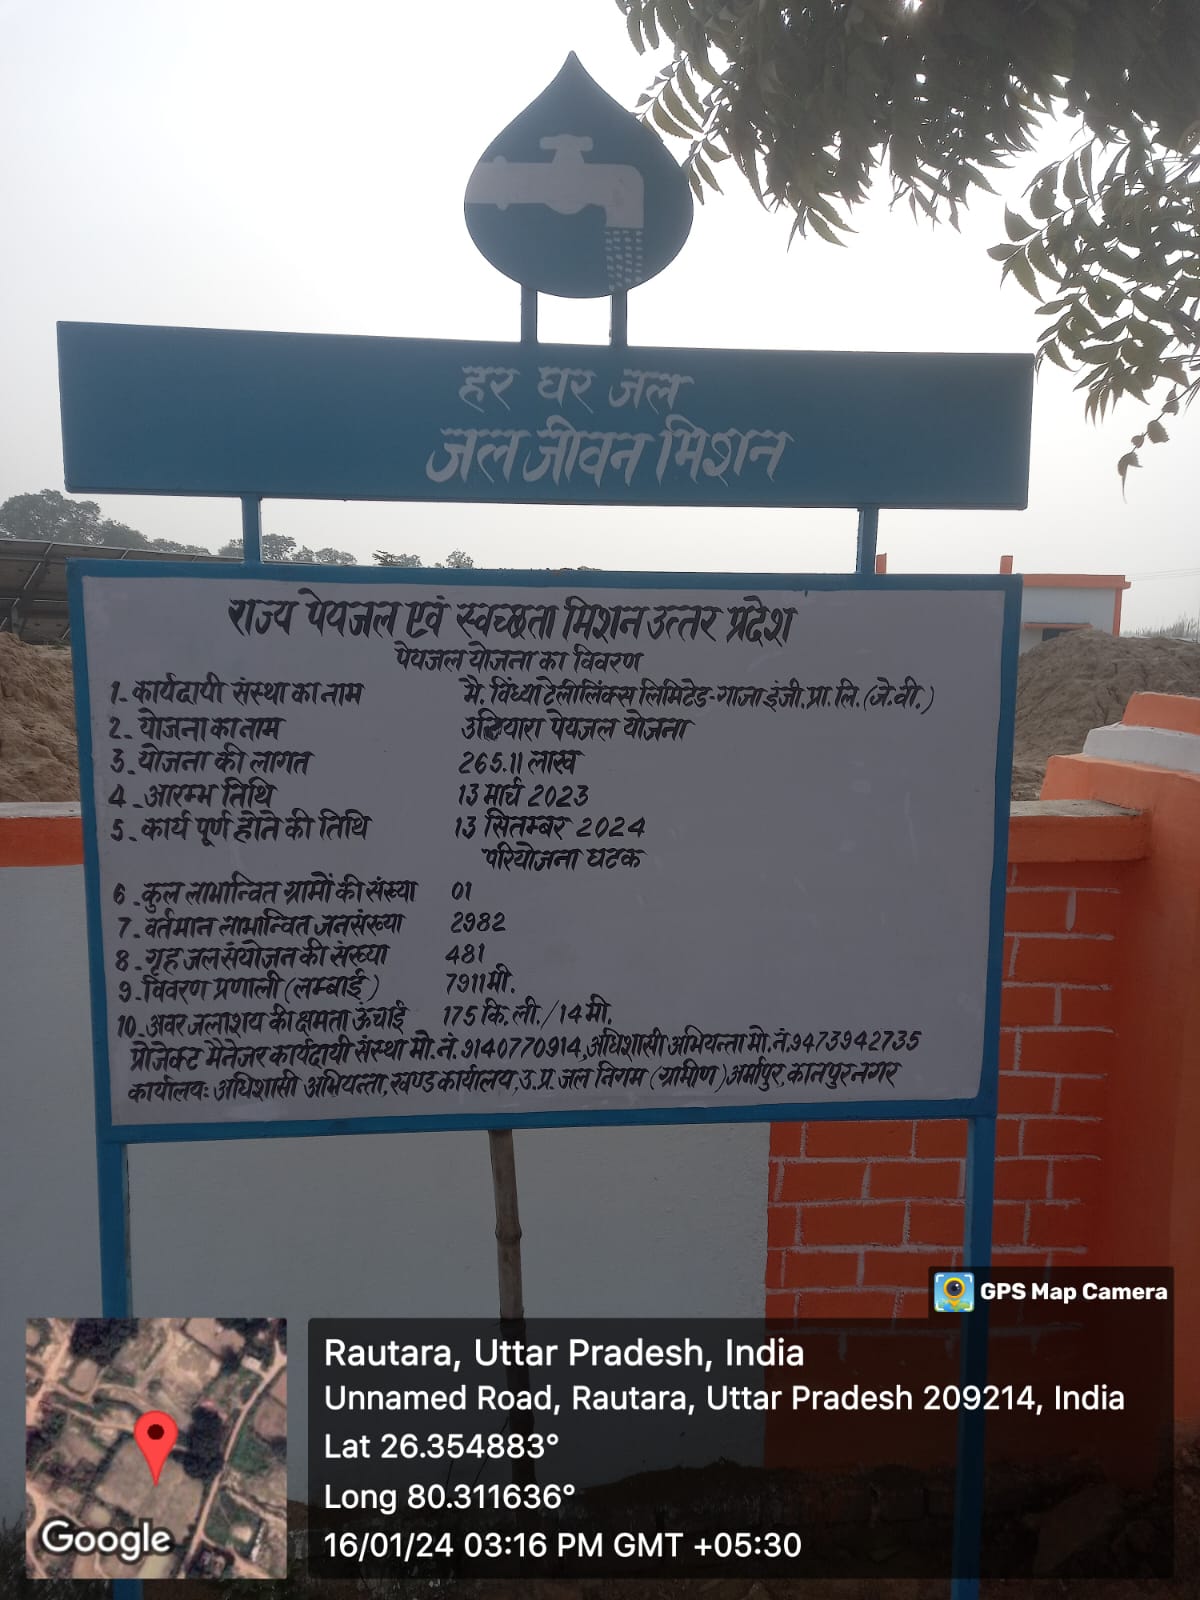 हर घर जल
जल जीवन मिशन
राज्य पेयजल एवं स्वच्छता मिशन उत्तर प्रदेश
पेयजल योजना का विवरण
1- कार्यदायी संस्था का नाम मै. विंध्या टेलीलिंक्स लिमिटेड-गाजा इंजी. प्रा. लि. (जे.वी.)
2- योजना का नाम पेयजल योजना
3- योजना की लागत 265.11 लाख
4- आरम्भ तिथि 13 मार्च 2023
5- कार्य पूर्ण होने की तिथि 13 सितम्बर 2024
परियोजना घटक
6- कुल लाभान्वित ग्रामों की संख्या 01
7- वर्तमान लाभान्वित जनसंख्या 2982
8- गृह जल संयोजन की संख्या 481
9- विवरण प्रणाली (लम्बाई) 7911 मी.
10- अवर जलाशय की क्षमता ऊंचाई 175 कि.ली./14 मी.
प्रोजेक्ट मैनेजर कार्यदायी संस्था मो.नं. 9140770914, अधिशासी अभियन्ता मो.नं. 9473942735
कार्यालय: अधिशासी अभियन्ता, खण्ड कार्यालय, उ.प्र. जल निगम (ग्रामीण) अर्मापुर, कानपुर नगर
GPS Map Camera
Rautara, Uttar Pradesh, India
Unnamed Road, Rautara, Uttar Pradesh 209214, India
Lat 26.354883°
Long 80.311636°
16/01/24 03:16 PM GMT +05:30
Google